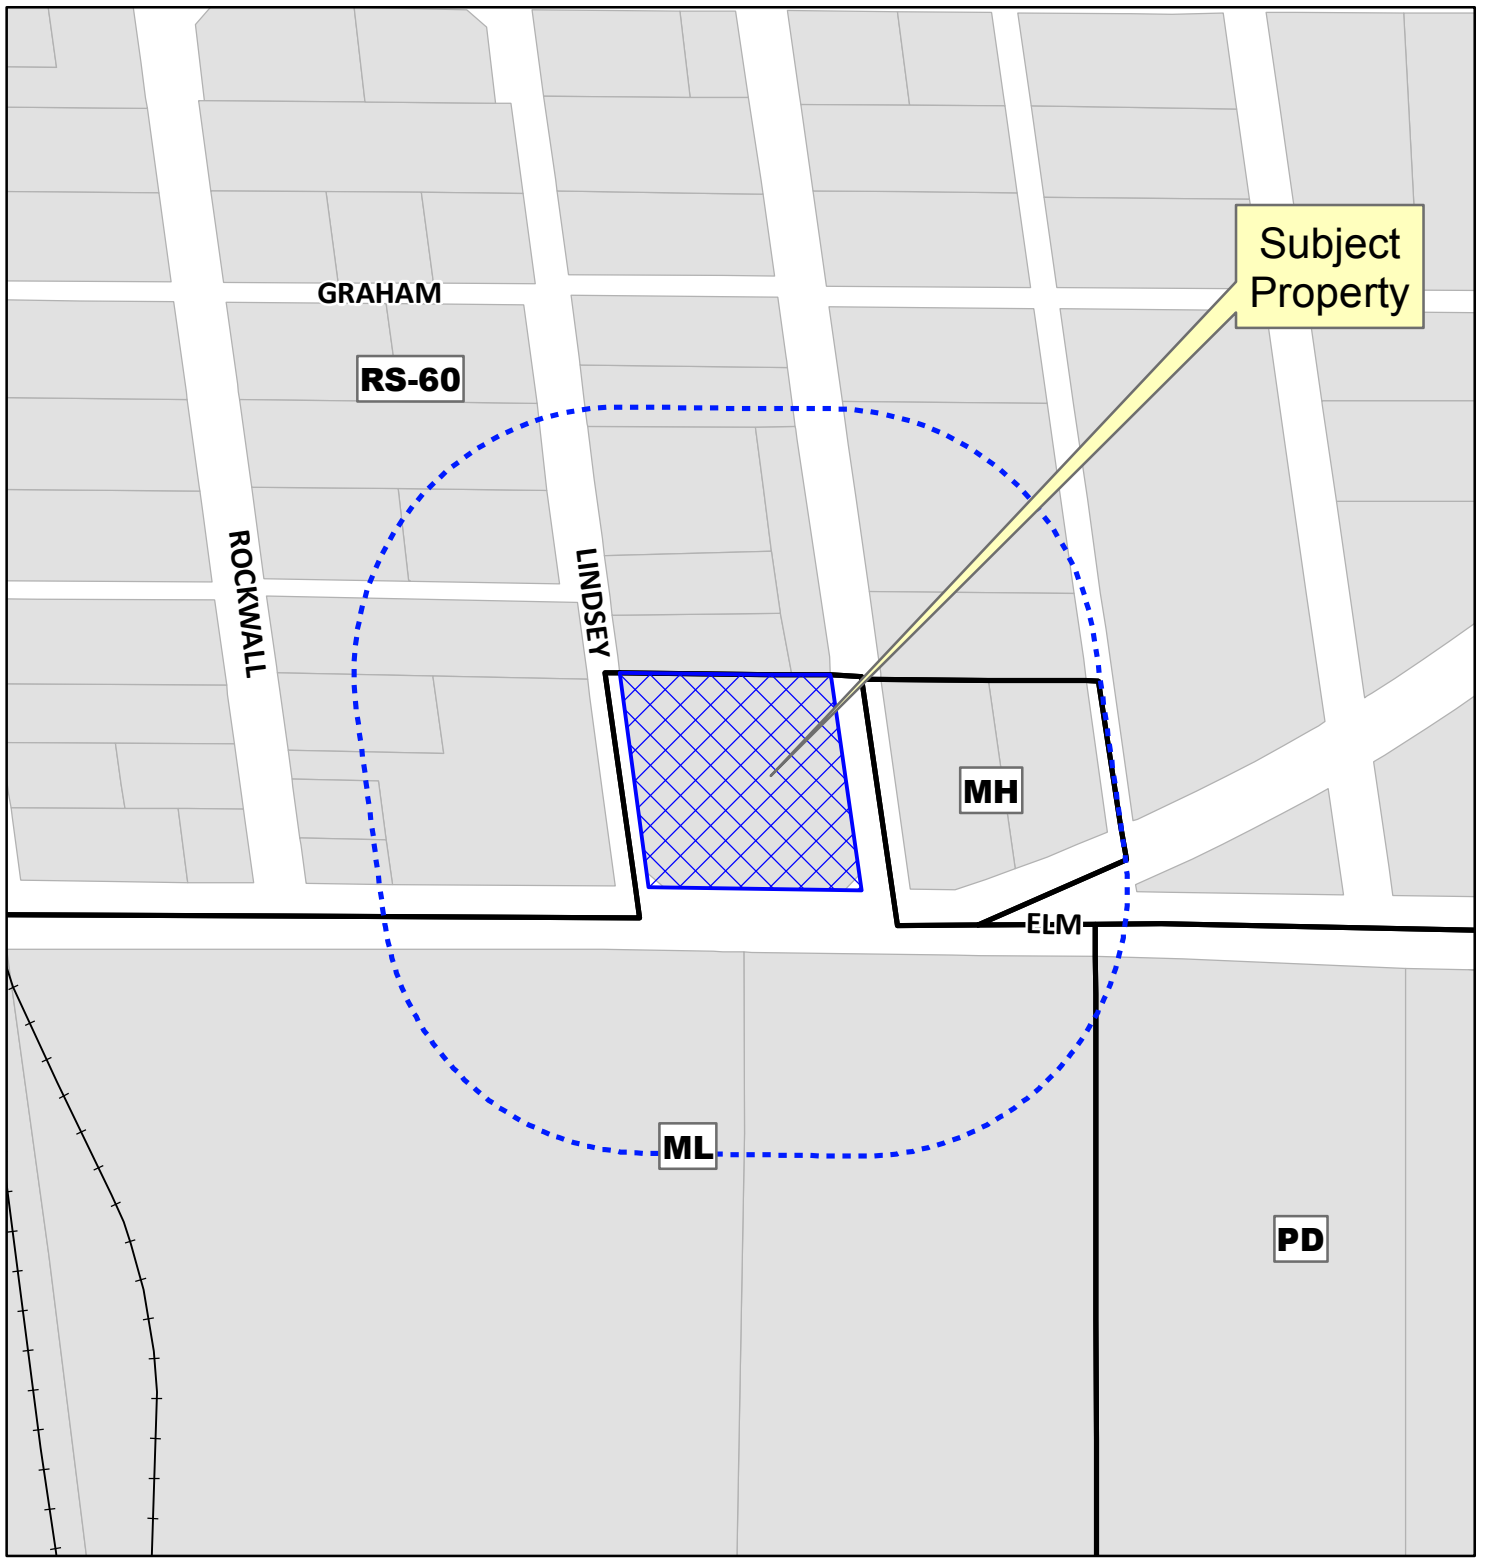 Subject
Property
GRAHAM
RS-60
ROCKWALL
LINDSEY
MH
ELM
ML
PD